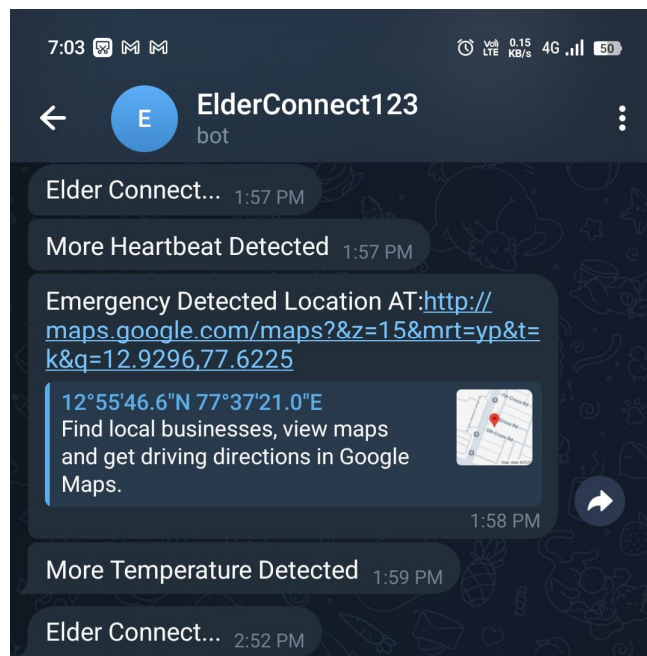 7:03
Vo) LTE 0.15 KB/s 4G 50
E
ElderConnect123
bot
Elder Connect... 1:57 PM
More Heartbeat Detected 1:57 PM
Emergency Detected Location AT:http://
maps.google.com/maps?&z=15&mrt=yp&t=
k&q=12.9296,77.6225
12°55'46.6"N 77°37'21.0"E
Find local businesses, view maps
and get driving directions in Google
Maps.
1:58 PM
More Temperature Detected 1:59 PM
Elder Connect... 2:52 PM